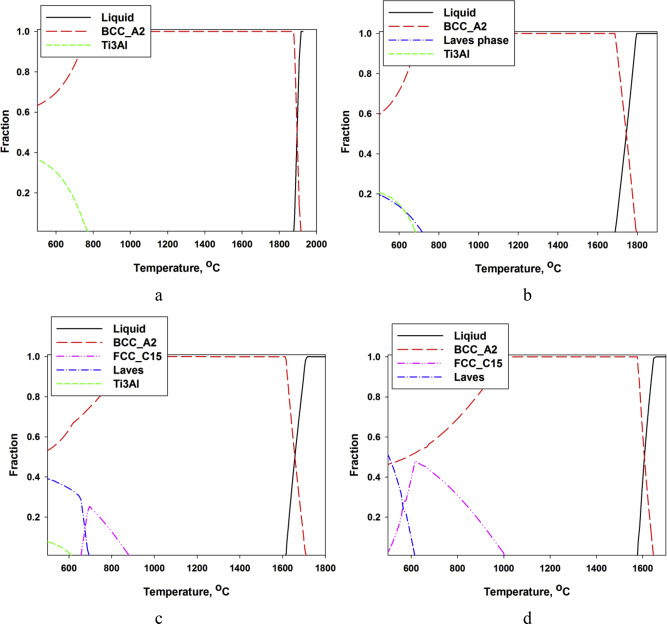 Liquid
BCC_A2
Ti3Al
1.0
0.8
0.6
0.4
0.2
Fraction
600 800 1000 1200 1400 1600 1800 2000
Temperature, OC
a
Liquid
BCC_A2
Laves phase
Ti3Al
1.0
0.8
0.6
0.4
0.2
Fraction
600 800 1000 1200 1400 1600 1800
Temperature, OC
b
Liquid
BCC_A2
FCC_C15
Laves
Ti3Al
1.0
0.8
0.6
0.4
0.2
Fraction
600 800 1000 1200 1400 1600 1800
Temperature, OC
c
Liqiud
BCC_A2
FCC_C15
Laves
1.0
0.8
0.6
0.4
0.2
Fraction
600 800 1000 1200 1400 1600
Temperature, OC
d